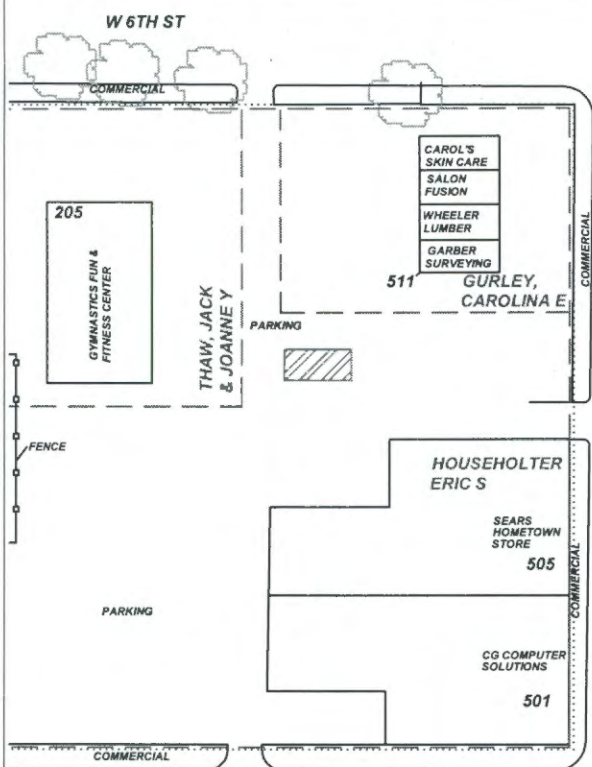 W 6TH ST
COMMERCIAL
CAROL'S
SKIN CARE
SALON
FUSION
WHEELER
LUMBER
GARBER
SURVEYING
511
GURLEY,
CAROLINA E
COMMERCIAL
205
GYMNASTICS FUN &
FITNESS CENTER
THAW, JACK
& JOANNE Y
PARKING
FENCE
HOUSEHOLTER
ERIC S
SEARS
HOMETOWN
STORE
505
COMMERCIAL
PARKING
CG COMPUTER
SOLUTIONS
501
COMMERCIAL